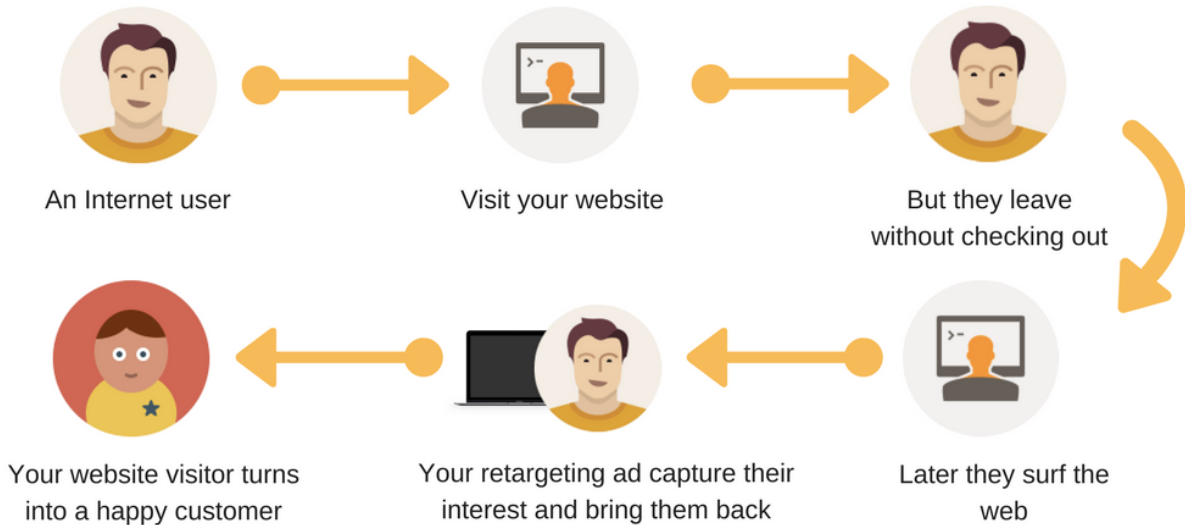 An Internet user
Visit your website
But they leave
without checking out
>-
Later they surf the
web
>-
Your retargeting ad capture their
interest and bring them back
Your website visitor turns
into a happy customer